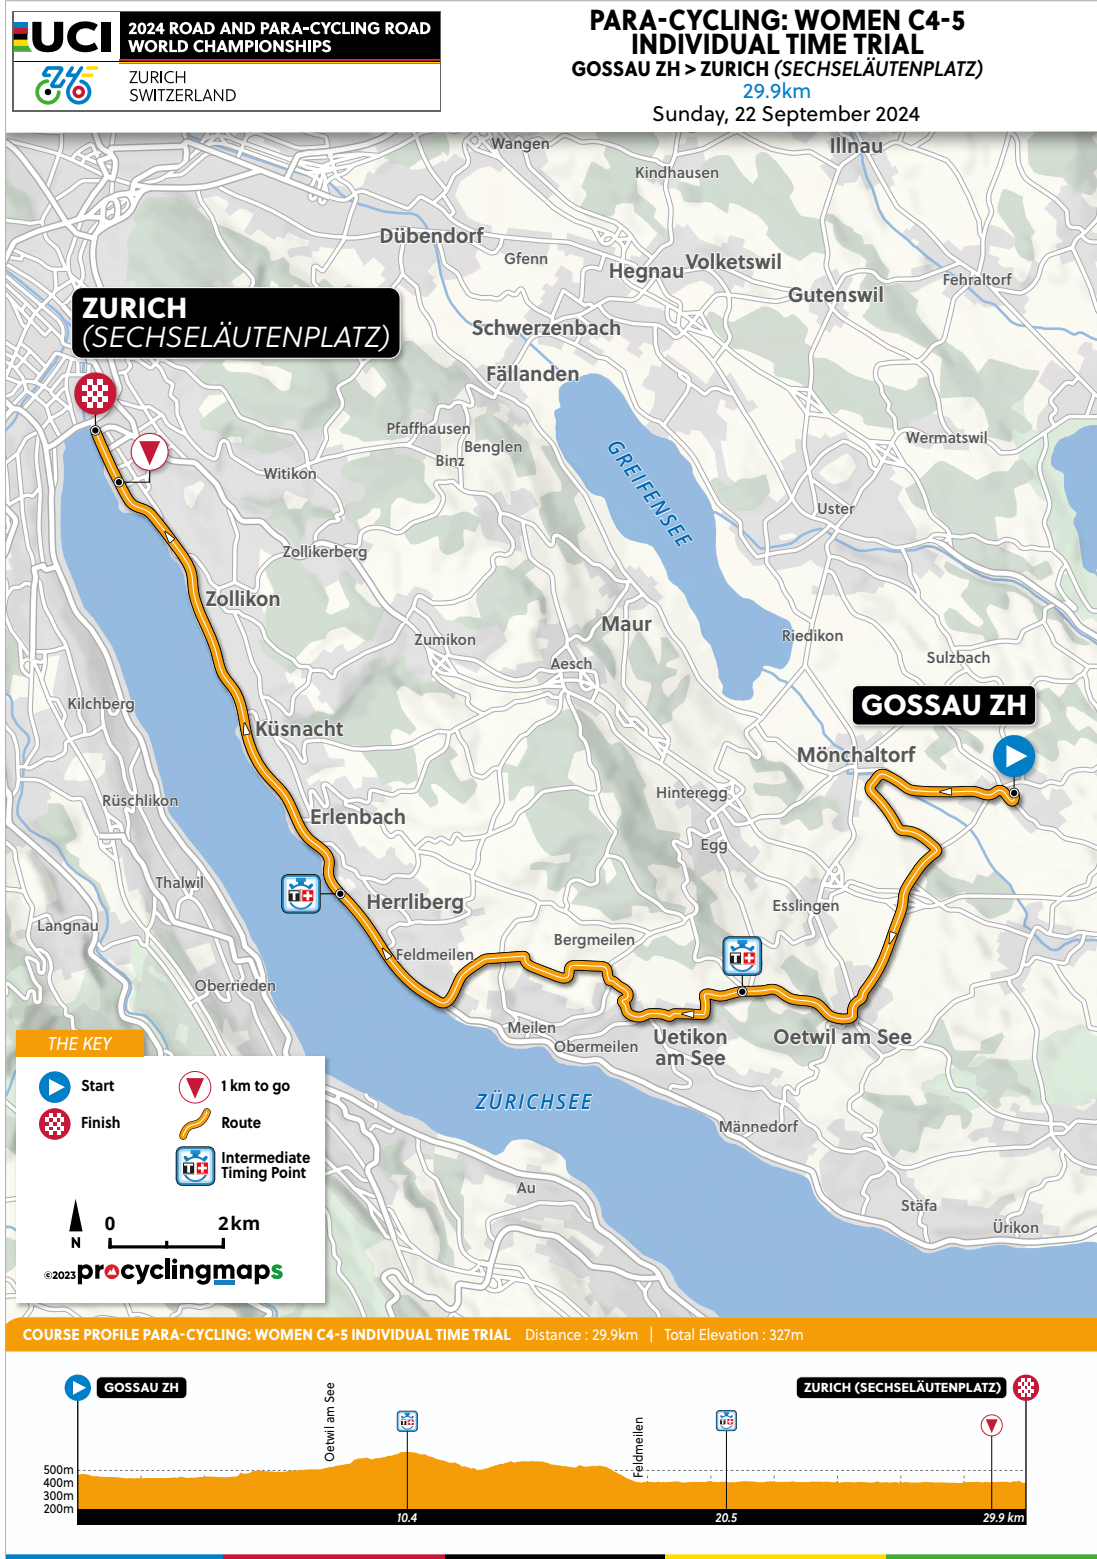 UCI
2024 ROAD AND PARA-CYCLING ROAD
WORLD CHAMPIONSHIPS
ZURICH
SWITZERLAND
PARA-CYCLING: WOMEN C4-5
INDIVIDUAL TIME TRIAL
GOSSAU ZH > ZURICH (SECHSELÄUTENPLATZ)
29.9km
Sunday, 22 September 2024
Wangen
Illnau
Kindhausen
Dübendorf
Gfenn
Hegnau
Volketswil
Fehraltorf
Gutenswil
ZURICH
(SECHSELÄUTENPLATZ)
Schwerzenbach
Fällanden
Pfaffhausen
Benglen
Binz
Wermatswil
Witikon
GREIFENSEE
Uster
Zollikerberg
Zollikon
Maur
Riedikon
Zumikon
Aesch
Sulzbach
Kilchberg
GOSSAU ZH
Küsnacht
Mönchaltorf
Rüschlikon
Hinteregg
Erlenbach
Egg
Thalwil
Herrliberg
Esslingen
Langnau
Bergmeilen
Feldmeilen
Oberrieden
Meilen
Obermeilen
Uetikon
am See
Oetwil am See
ZÜRICHSEE
Männedorf
Au
Stäfa
Ürikon
THE KEY
Start
1 km to go
Finish
Route
Intermediate
Timing Point
N
0 2km
©2023 procyclingmaps
COURSE PROFILE PARA-CYCLING: WOMEN C4-5 INDIVIDUAL TIME TRIAL Distance : 29.9km | Total Elevation : 327m
GOSSAU ZH
Oetwil am See
Feldmeilen
ZURICH (SECHSELÄUTENPLATZ)
500m
400m
300m
200m
10.4
20.5
29.9 km